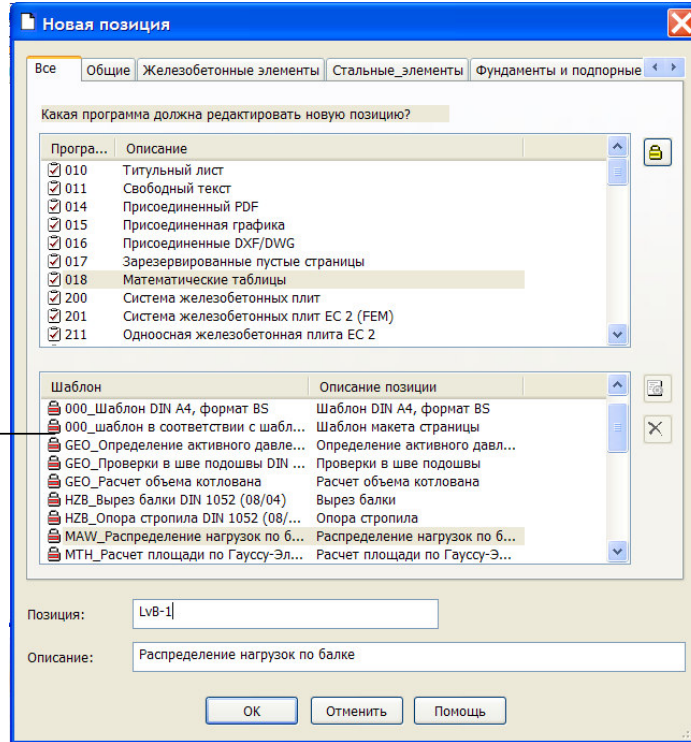 Новая позиция
Все Общие Железобетонные элементы Стальные_элементы Фундаменты и подпорные
Какая программа должна редактировать новую позицию?
Програ... Описание
010 Титульный лист
011 Свободный текст
014 Присоединенный PDF
015 Присоединенная графика
016 Присоединенные DXF/DWG
017 Зарезервированные пустые страницы
018 Математические таблицы
200 Система железобетонных плит
201 Система железобетонных плит ЕС 2 (FEM)
211 Одноосная железобетонная плита ЕС 2
Шаблон Описание позиции
000_Шаблон DIN A4, формат BS Шаблон DIN A4, формат BS
000_шаблон в соответствии с шабл... Шаблон макета страницы
GEO_Определение активного давле... Определение активного давл...
GEO_Проверки в шве подошвы DIN ... Проверки в шве подошвы
GEO_Расчет объема котлована Расчет объема котлована
HZB_Вырез балки DIN 1052 (08/04) Вырез балки
HZB_Опора стропила DIN 1052 (08/... Опора стропила
MAW_Распределение нагрузок по б... Распределение нагрузок по б...
MTH_Расчет площади по Гауссу-Эл... Расчет площади по Гауссу-Э...
Позиция: LvB-1
Описание: Распределение нагрузок по балке
ОК Отменить Помощь